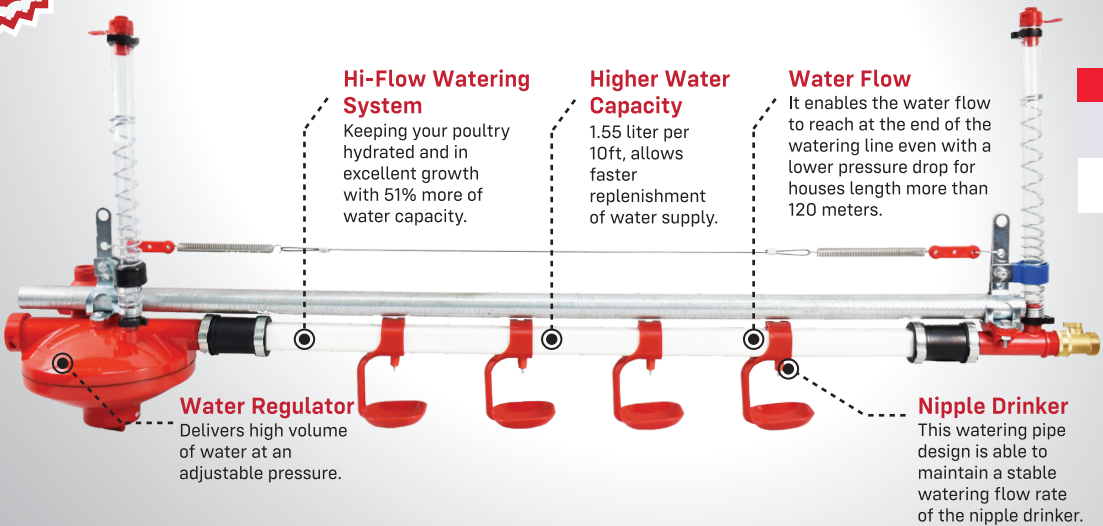 Hi-Flow Watering
System
Keeping your poultry
hydrated and in
excellent growth
with 51% more of
water capacity.
Higher Water
Capacity
1.55 liter per
10ft, allows
faster
replenishment
of water supply.
Water Flow
It enables the water flow
to reach at the end of the
watering line even with a
lower pressure drop for
houses length more than
120 meters.
Water Regulator
Delivers high volume
of water at an
adjustable pressure.
Nipple Drinker
This watering pipe
design is able to
maintain a stable
watering flow rate
of the nipple drinker.